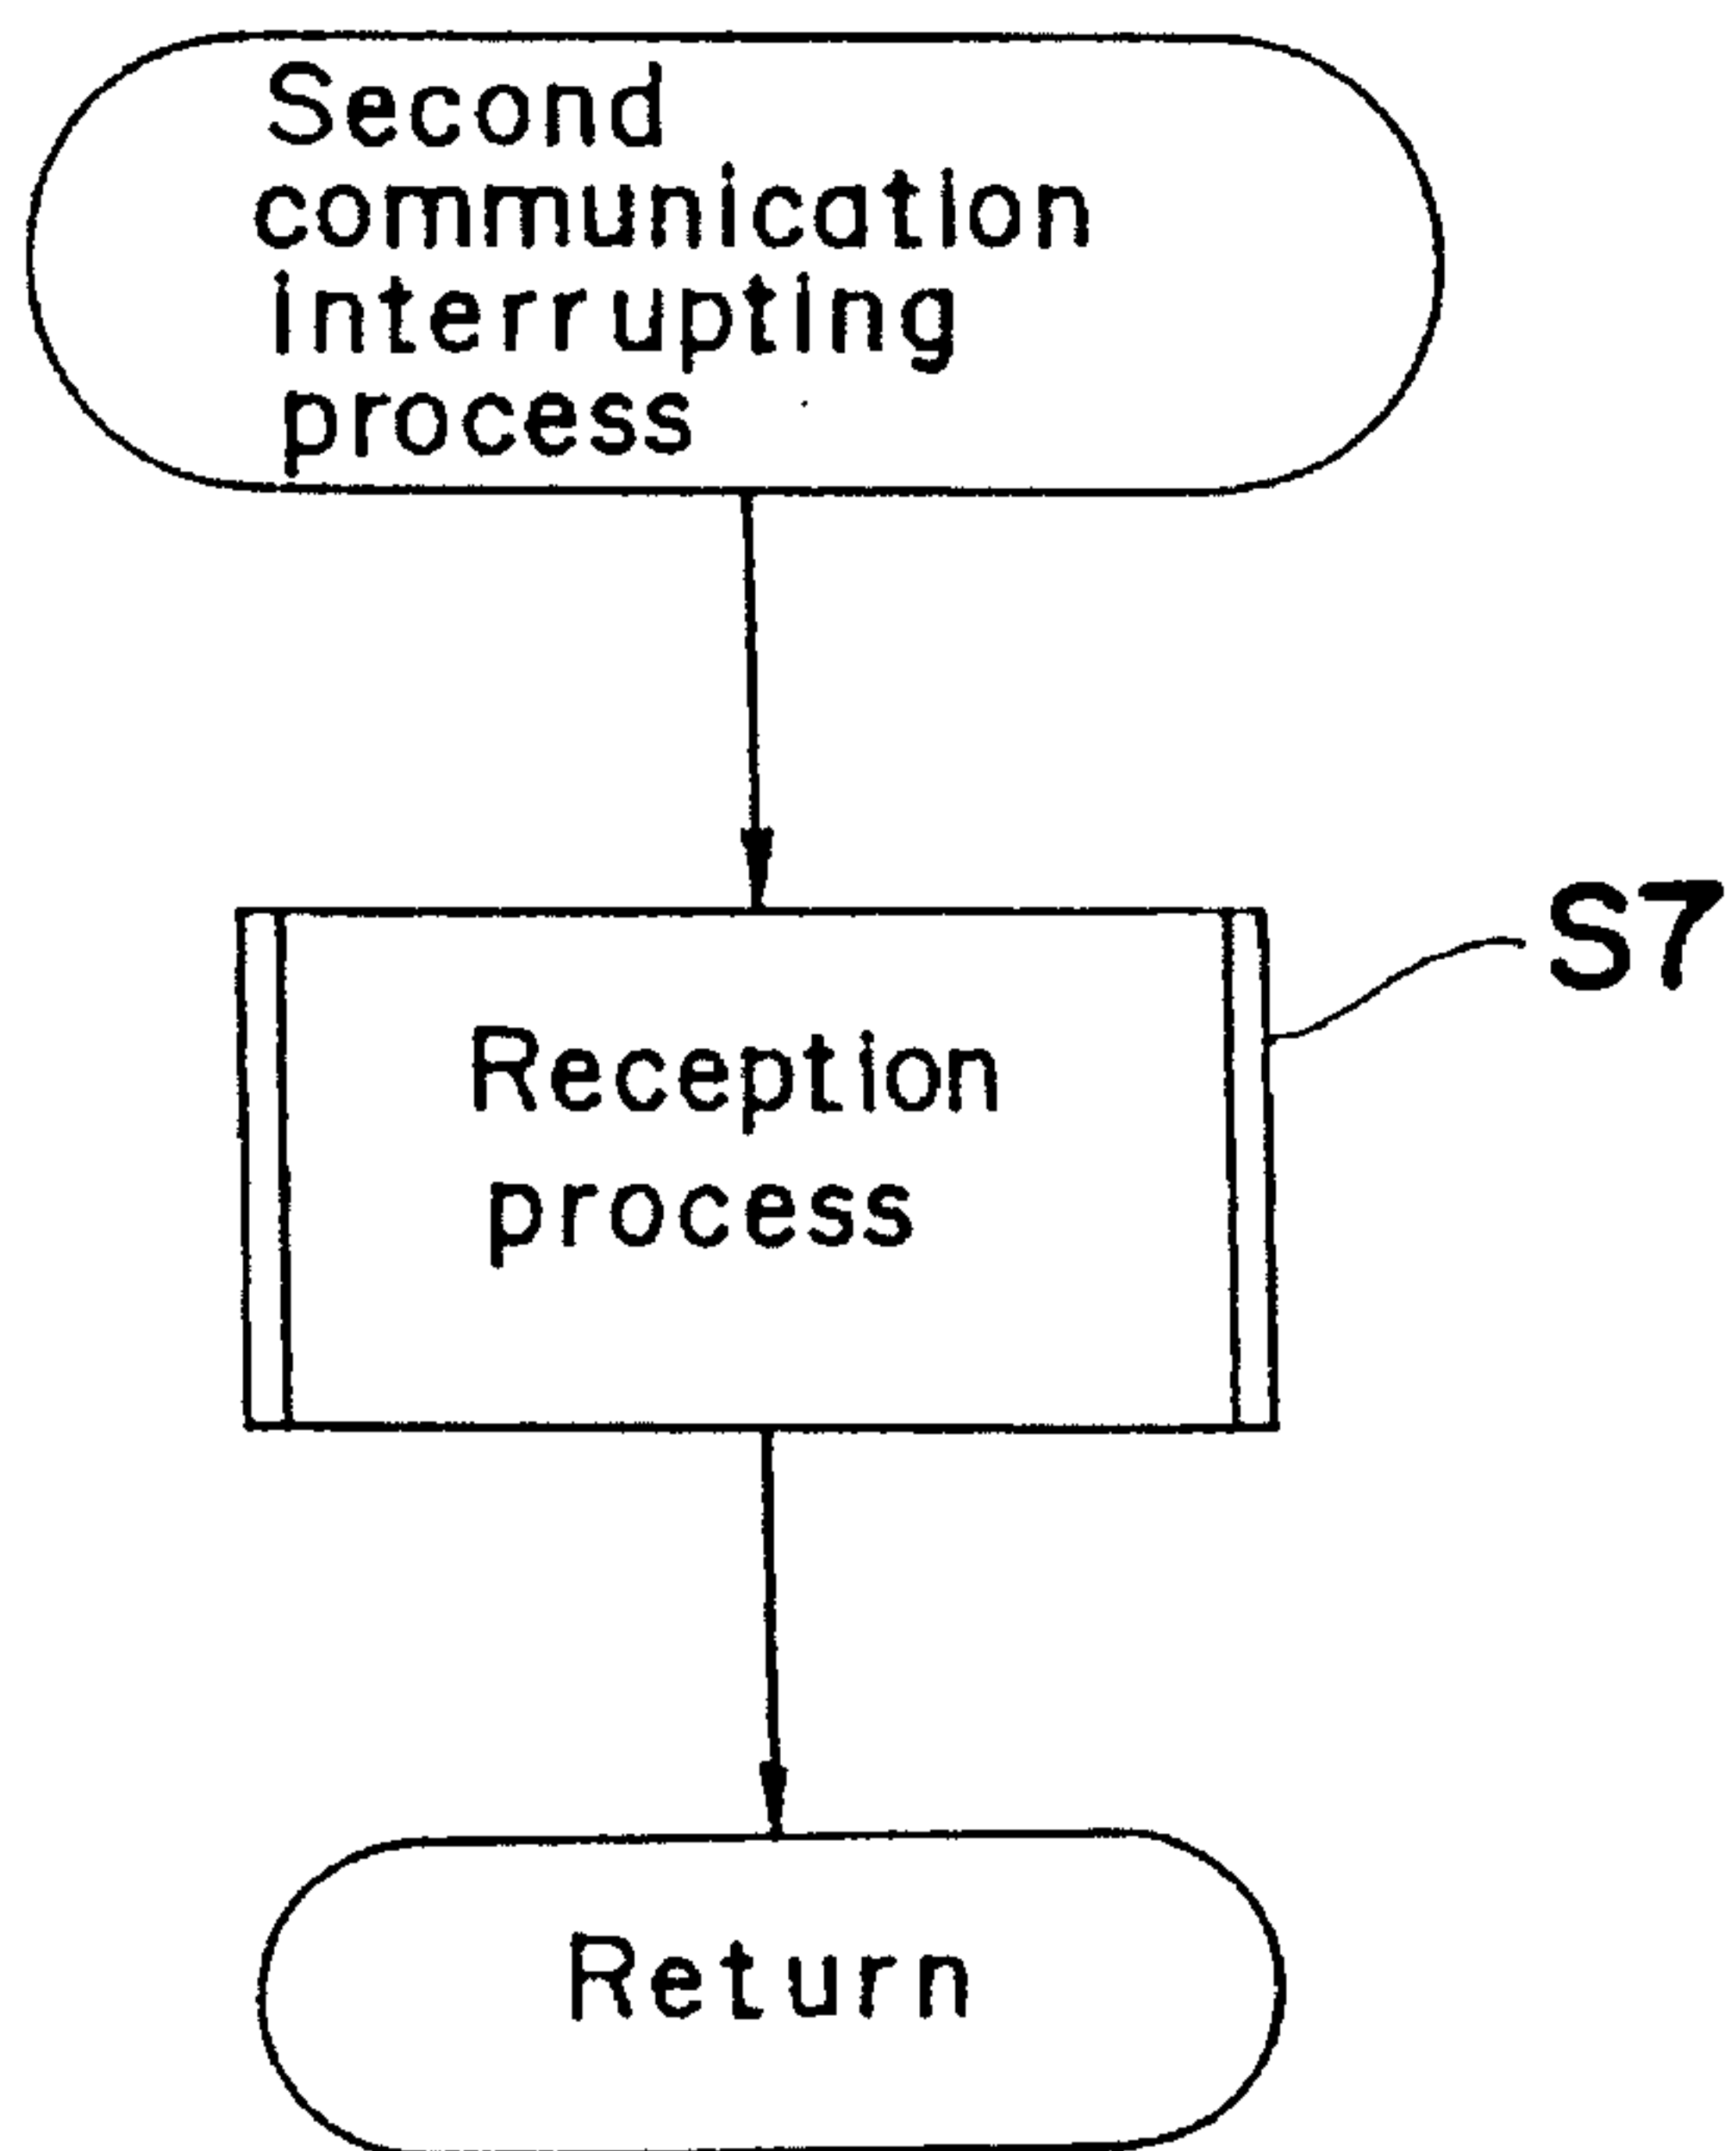 Second
communication
interrupting
process
S7
Reception
process
Return